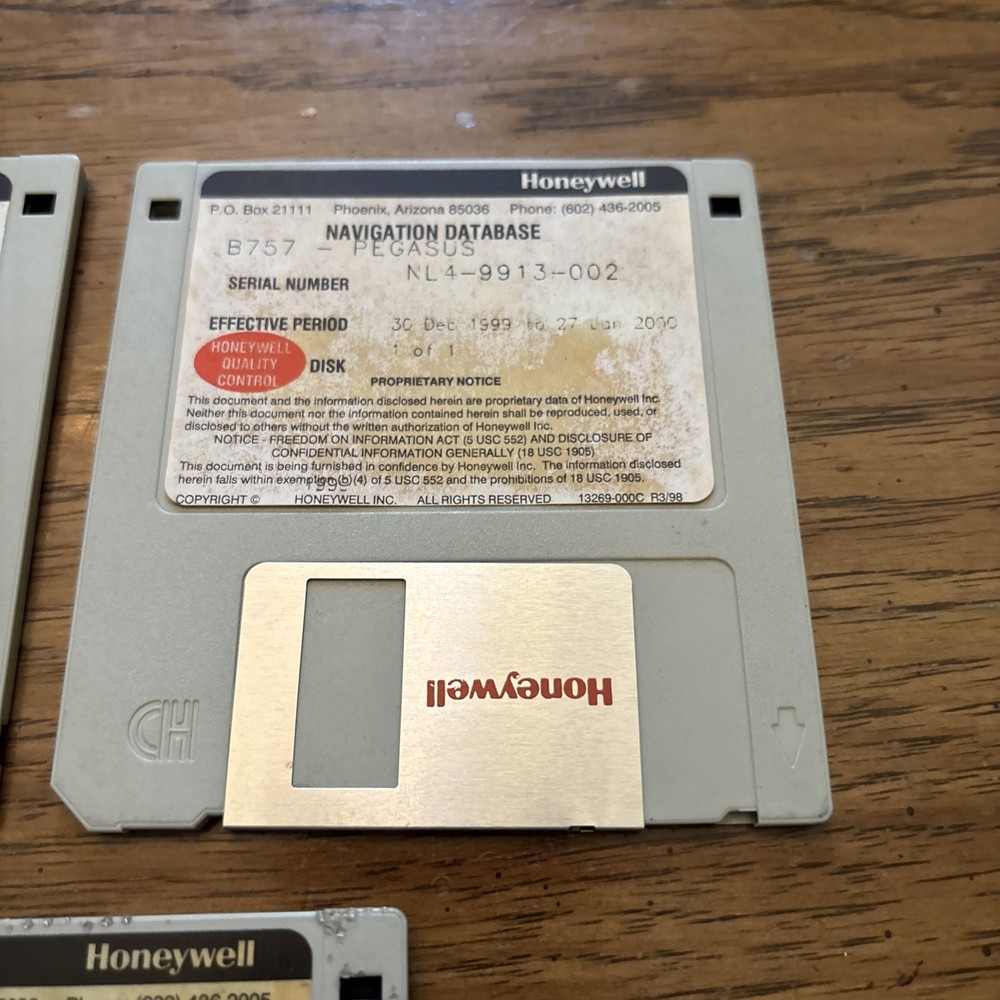 Honeywell
P.O. Box 21111 Phoenix, Arizona 85036 Phone: (602) 436-2005
NAVIGATION DATABASE
B757 - PEGASUS
NL4-9913-002
SERIAL NUMBER
EFFECTIVE PERIOD 30 Dec 1999 to 27 Jan 2000
HONEYWELL
QUALITY
CONTROL
DISK 1 of 1
PROPRIETARY NOTICE
This document and the information disclosed herein are proprietary data of Honeywell Inc.
Neither this document nor the information contained herein shall be reproduced, used, or
disclosed to others without the written authorization of Honeywell Inc.
NOTICE - FREEDOM ON INFORMATION ACT (5 USC 552) AND DISCLOSURE OF
CONFIDENTIAL INFORMATION GENERALLY (18 USC 1905)
This document is being furnished in confidence by Honeywell Inc. The information disclosed
herein falls within exemption (b)(4) of 5 USC 552 and the prohibitions of 18 USC 1905.
1999
COPYRIGHT © HONEYWELL INC. ALL RIGHTS RESERVED 13269-000C R3/98
Honeywell
Honeywell